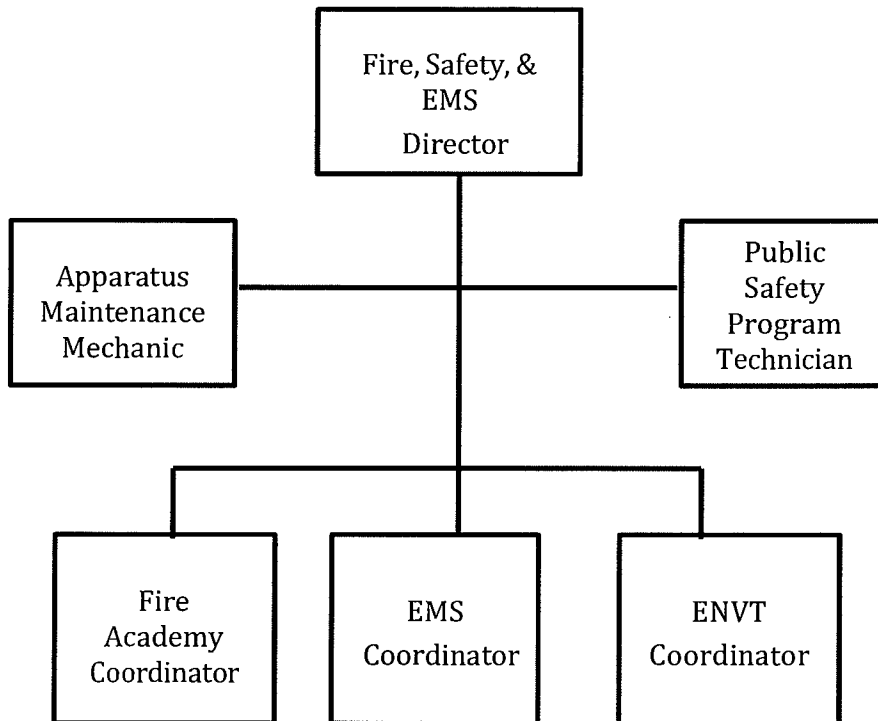 Fire, Safety, &
EMS
Director
Apparatus
Maintenance
Mechanic
Public
Safety
Program
Technician
Fire
Academy
Coordinator
EMS
Coordinator
ENVT
Coordinator